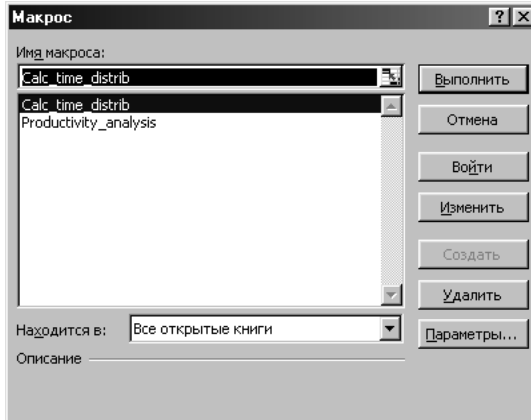 Макрос
Имя макроса:
Calc_time_distrib
Calc_time_distrib
Productivity_analysis
Находится в:
Все открытые книги
Описание
Выполнить
Отмена
Войти
Изменить
Создать
Удалить
Параметры...